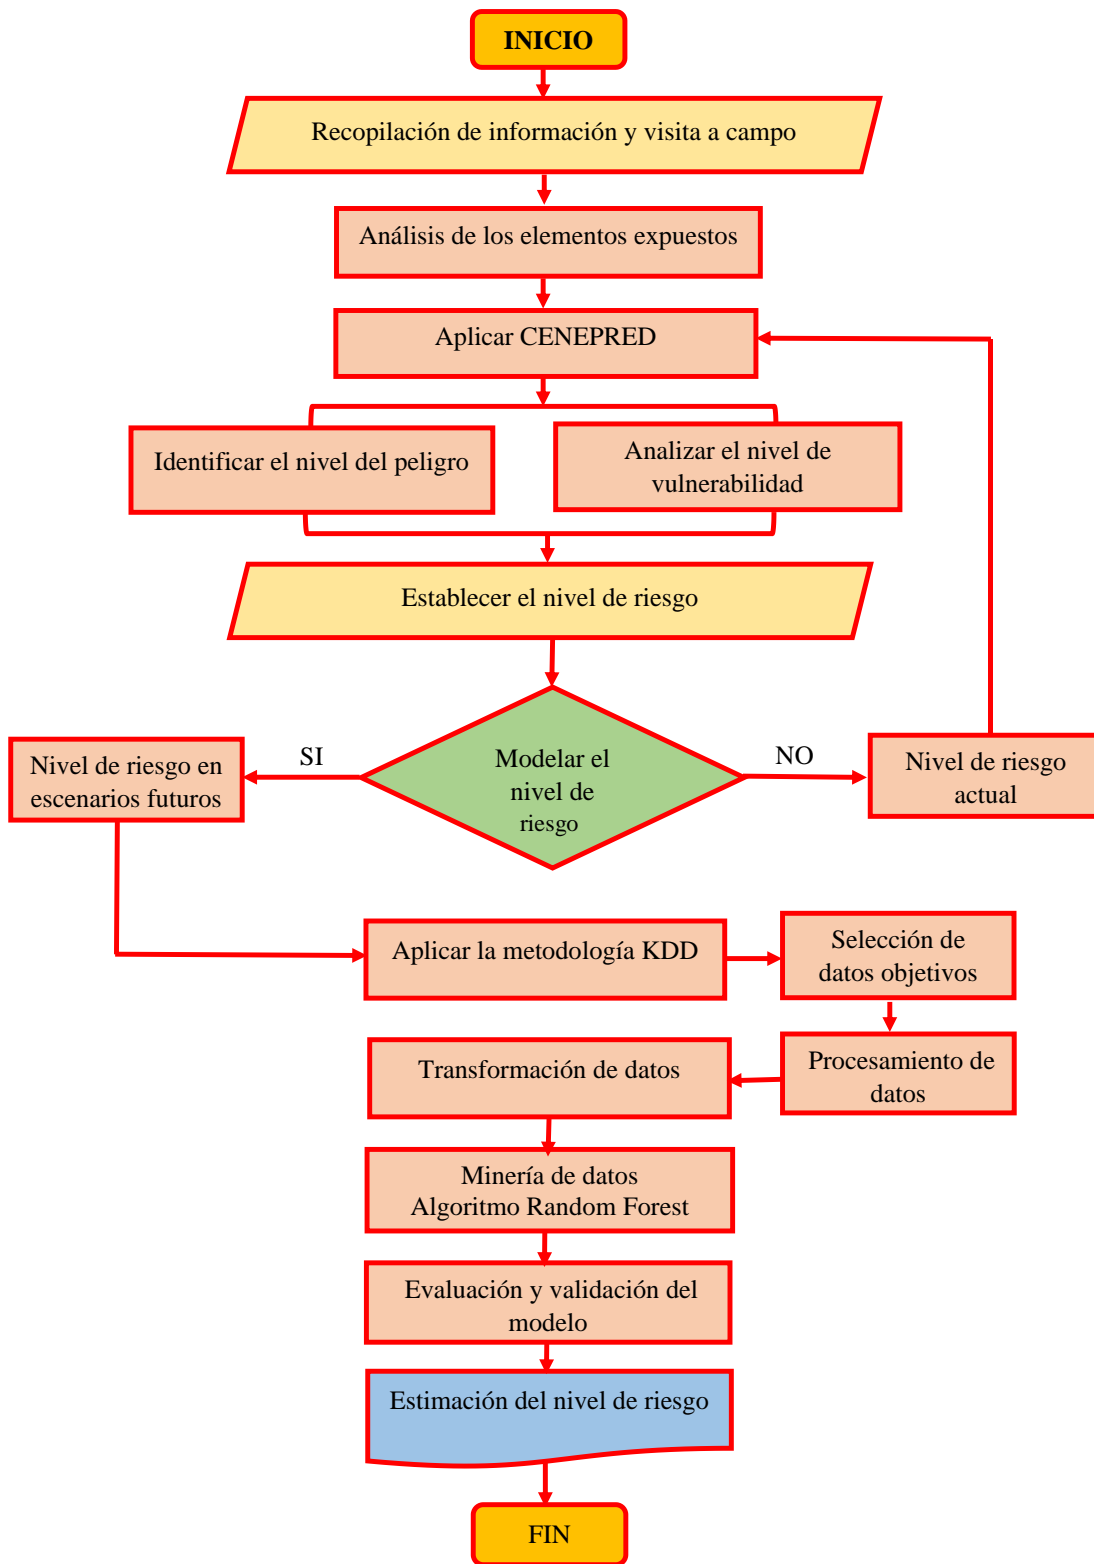 INICIO
Recopilación de información y visita a campo
Análisis de los elementos expuestos
Aplicar CENEPRED
Identificar el nivel del peligro
Analizar el nivel de
vulnerabilidad
Establecer el nivel de riesgo
Nivel de riesgo en
escenarios futuros
SI
Modelar el
nivel de
riesgo
NO
Nivel de riesgo
actual
Aplicar la metodología KDD
Selección de
datos objetivos
Procesamiento de
datos
Transformación de datos
Minería de datos
Algoritmo Random Forest
Evaluación y validación del
modelo
Estimación del nivel de riesgo
FIN